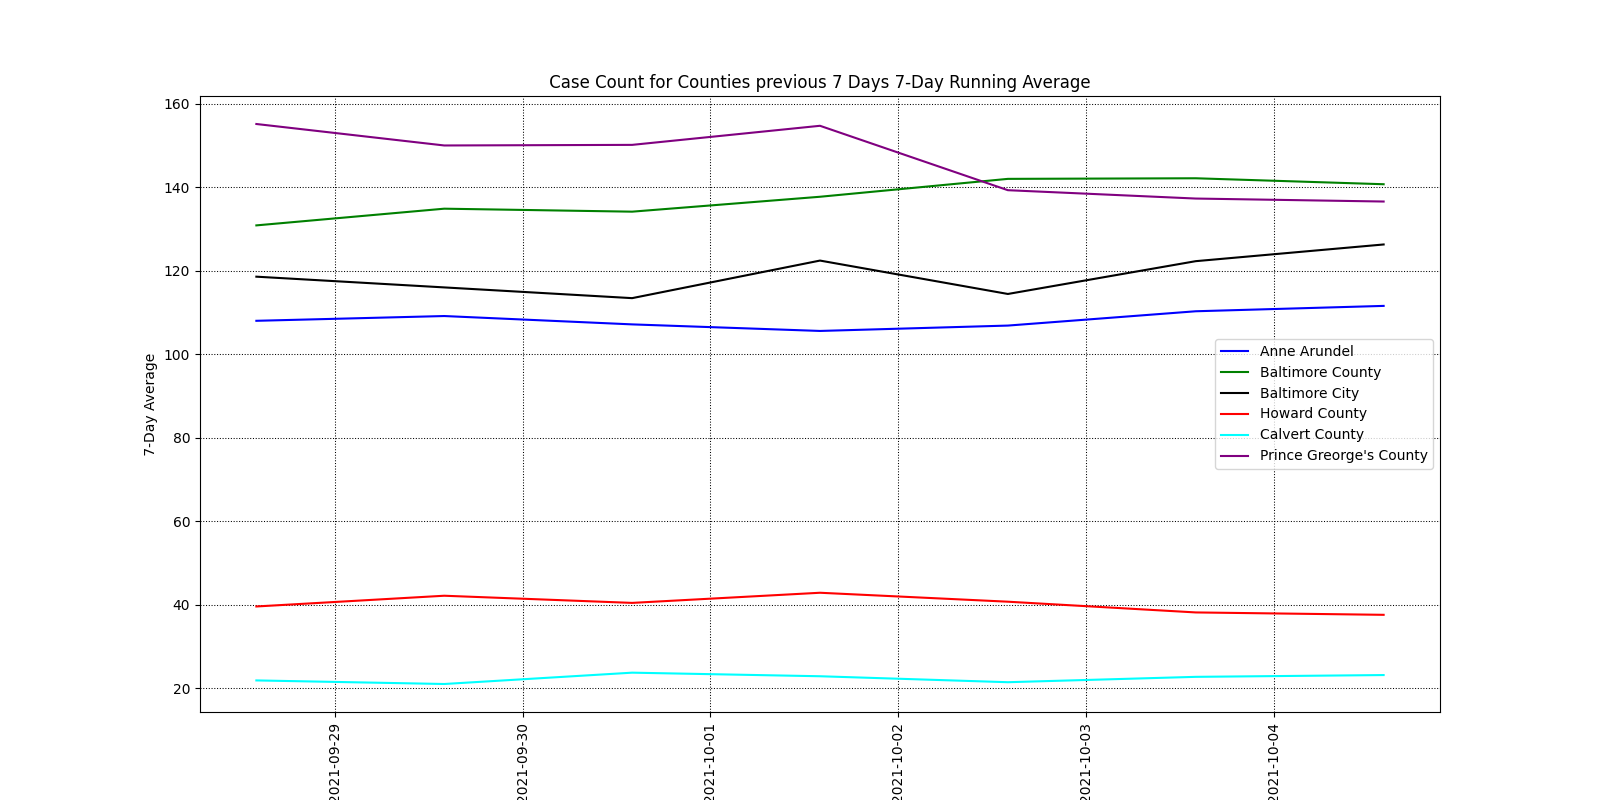 Case Count for Counties previous 7 Days 7-Day Running Average
7-Day Average
160
140
120
100
80
60
40
20
Anne Arundel
Baltimore County
Baltimore City
Howard County
Calvert County
Prince Greorge's County
2021-09-29
2021-09-30
2021-10-01
2021-10-02
2021-10-03
2021-10-04